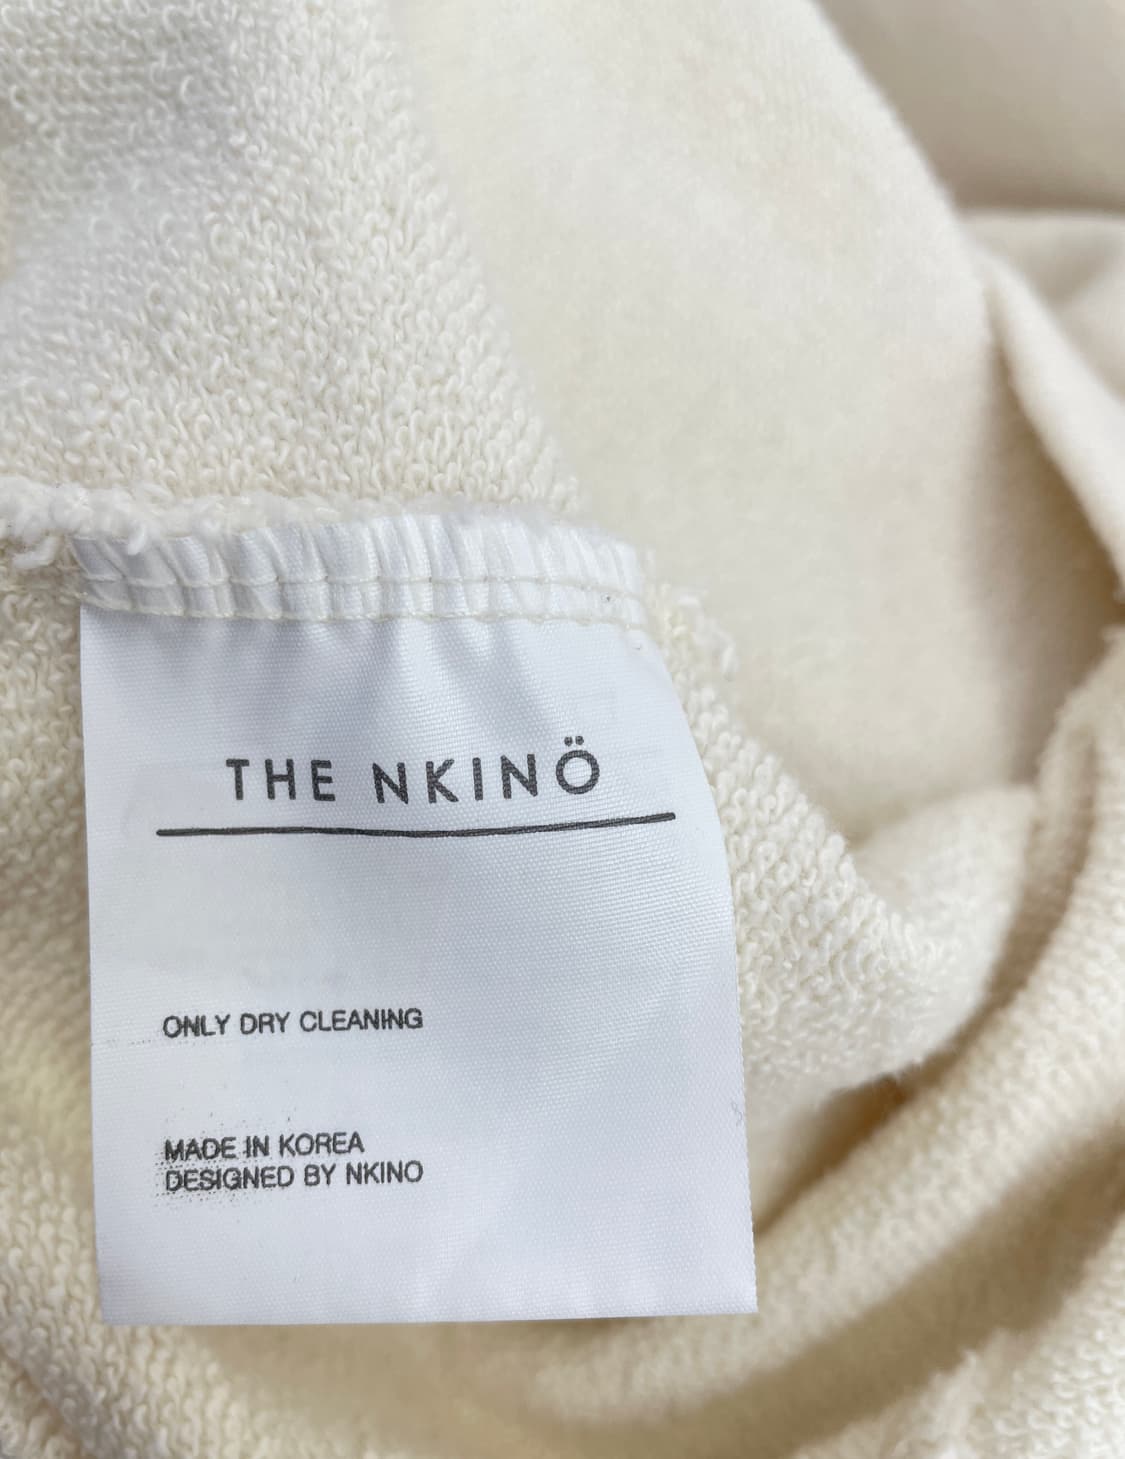 THE NKINÖ
ONLY DRY CLEANING
MADE IN KOREA
DESIGNED BY NKINO